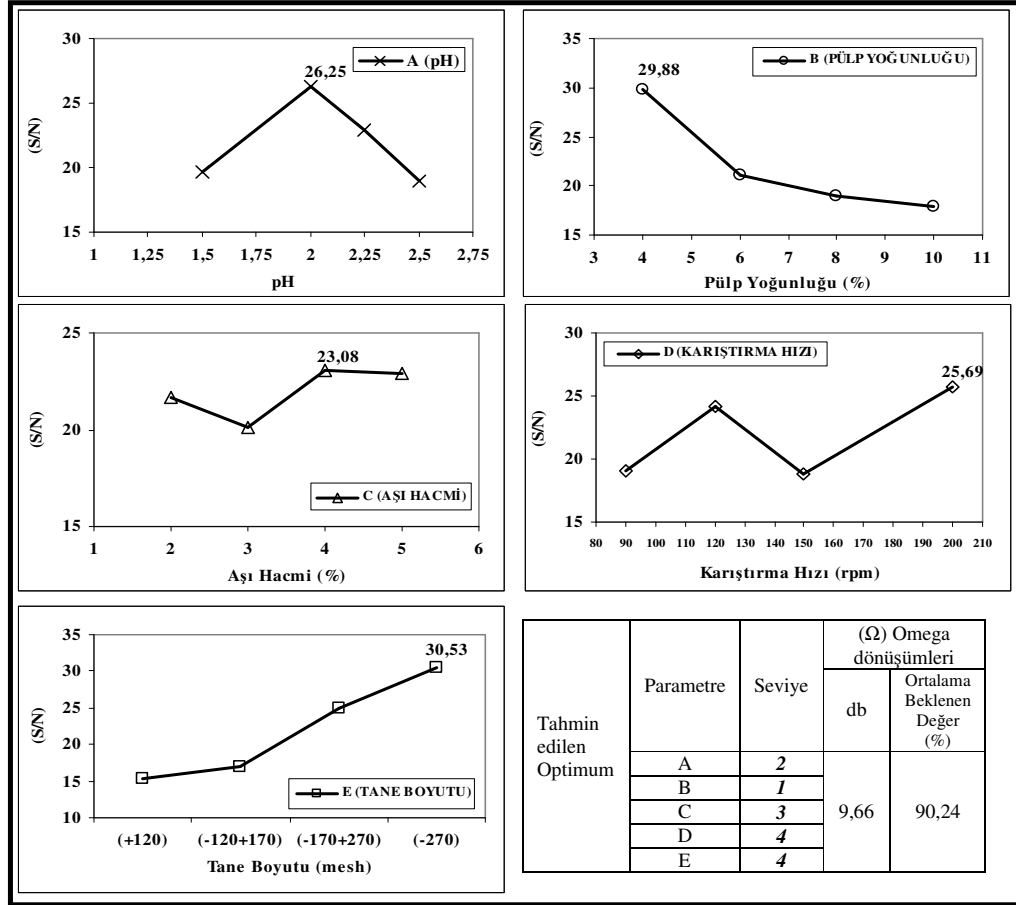 30
25
20
15
(S/N)
A (pH)
26,25
1 1,25 1,5 1,75 2 2,25 2,5 2,75
pH
35
30
25
20
15
(S/N)
B (PÜLP YOĞUNLUĞU)
29,88
3 4 5 6 7 8 9 10 11
Pülp Yoğunluğu (%)
25
20
15
(S/N)
23,08
C (AŞI HACMİ)
1 2 3 4 5 6
Aşı Hacmi (%)
30
25
20
15
(S/N)
D (KARIŞTIRMA HIZI)
25,69
80 90 100 110 120 130 140 150 160 170 180 190 200 210
Karıştırma Hızı (rpm)
35
30
25
20
15
10
(S/N)
30,53
E (TANE BOYUTU)
(+120) (-120+170) (-170+270) (-270)
Tane Boyutu (mesh)
Tahmin
edilen
Optimum
Parametre
Seviye
(Ω) Omega
dönüşümleri
db
Ortalama
Beklenen
Değer
(%)
A 2
B 1
C 3
D 4
E 4
9,66
90,24